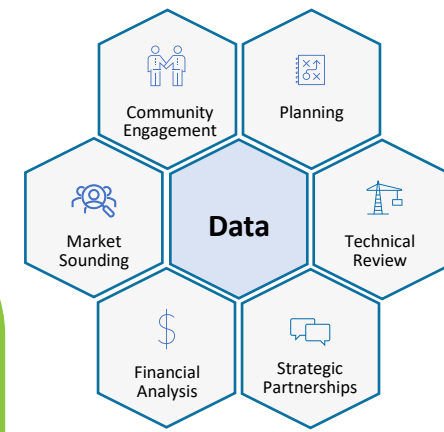 Community
Engagement
Planning
Market
Sounding
Data
Technical
Review
Financial
Analysis
Strategic
Partnerships